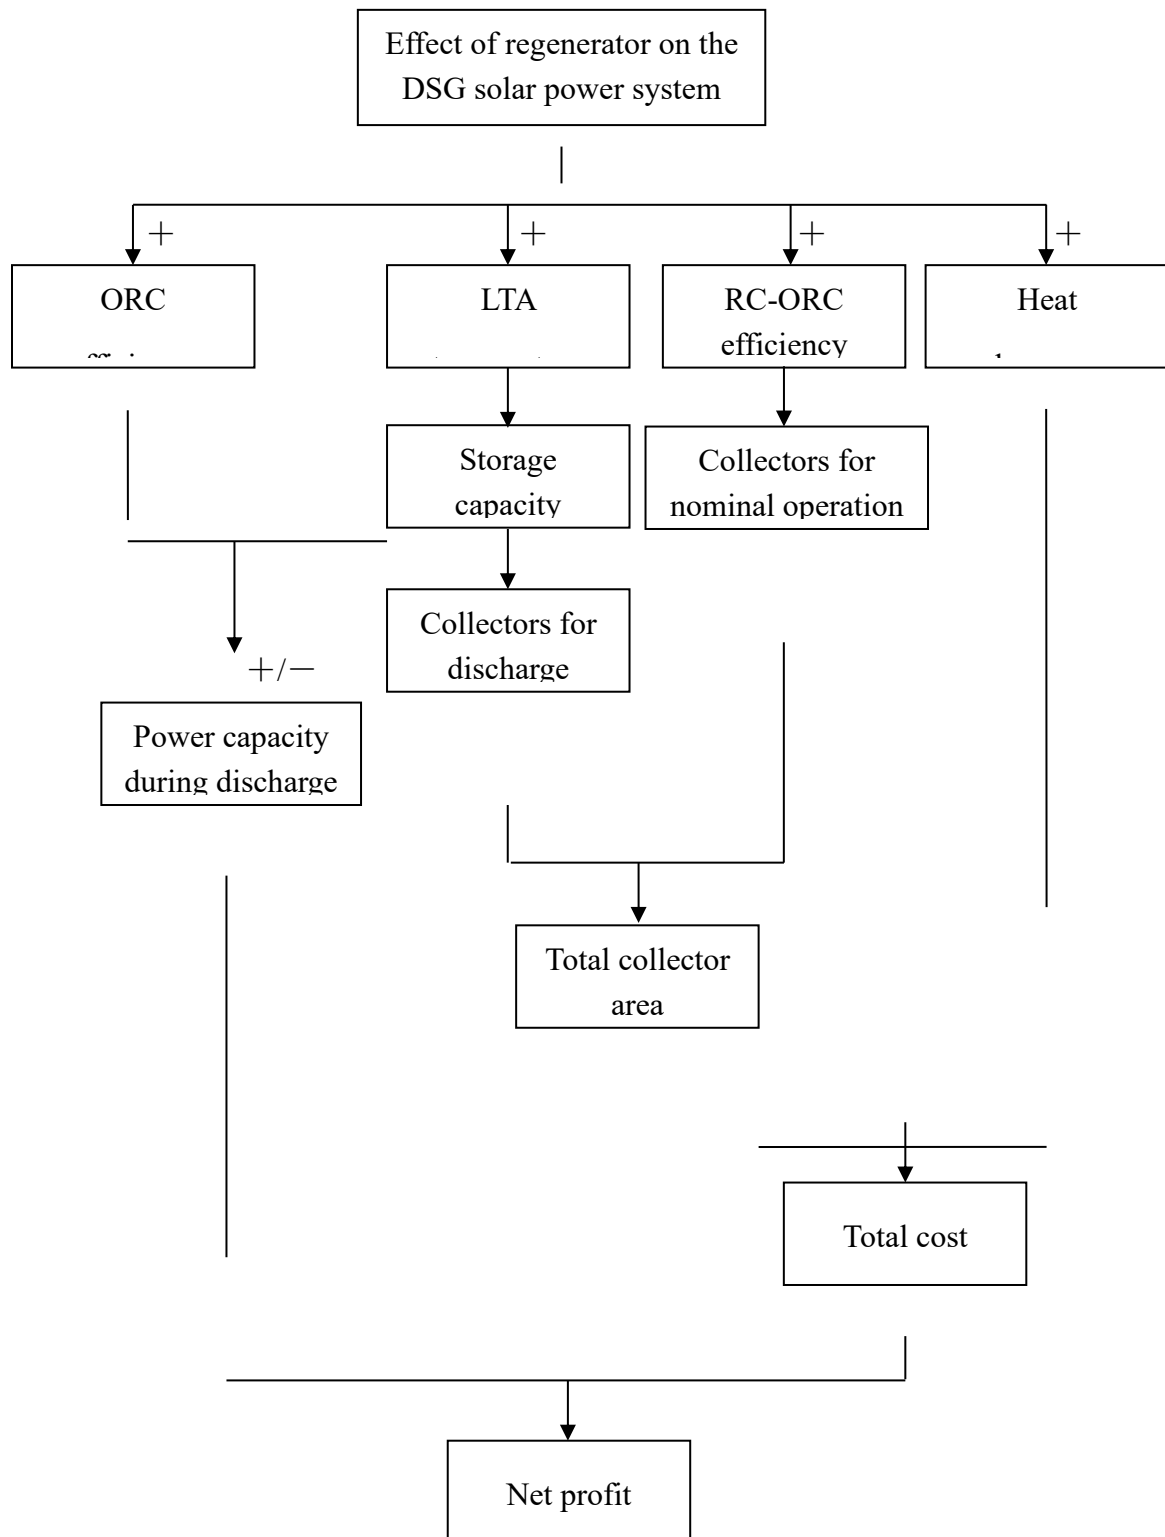 Effect of regenerator on the
DSG solar power system
+
+
+
+
ORC
LTA
RC-ORC
efficiency
Heat
Storage
capacity
Collectors for
nominal operation
Collectors for
discharge
+/−
Power capacity
during discharge
Total collector
area
Total cost
Net profit